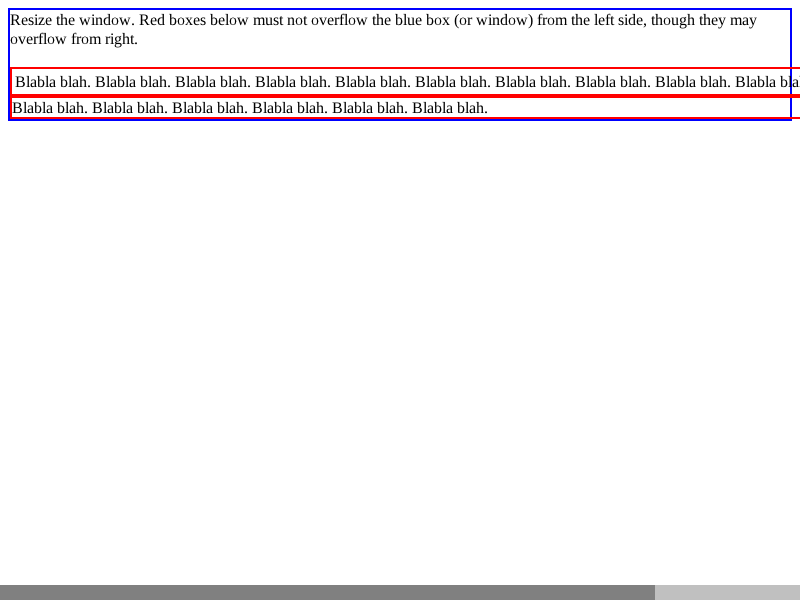 Resize the window. Red boxes below must not overflow the blue box (or window) from the left side, though they may
overflow from right.
Blabla blah. Blabla blah. Blabla blah. Blabla blah. Blabla blah. Blabla blah. Blabla blah. Blabla blah. Blabla blah. Blabla bla
Blabla blah. Blabla blah. Blabla blah. Blabla blah. Blabla blah. Blabla blah.